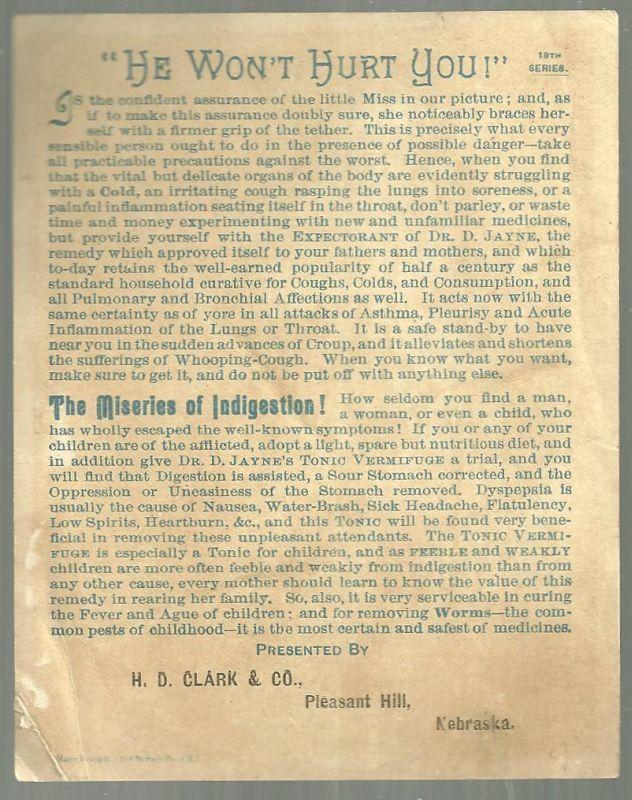 "HE WON'T HURT YOU!"
19TH
SERIES.
IS the confident assurance of the little Miss in our picture; and, as
if to make this assurance doubly sure, she noticeably braces her-
self with a firmer grip of the tether. This is precisely what every
sensible person ought to do in the presence of possible danger—take
all practicable precautions against the worst. Hence, when you find
that the vital but delicate organs of the body are evidently struggling
with a Cold, an irritating cough rasping the lungs into soreness, or a
painful inflammation seating itself in the throat, don't parley, or waste
time and money experimenting with new and unfamiliar medicines,
but provide yourself with the EXPECTORANT of DR. D. JAYNE, the
remedy which approved itself to your fathers and mothers, and which
to-day retains the well-earned popularity of half a century as the
standard household curative for Coughs, Colds, and Consumption, and
all Pulmonary and Bronchial Affections as well. It acts now with the
same certainty as of yore in all attacks of Asthma, Pleurisy and Acute
Inflammation of the Lungs or Throat. It is a safe stand-by to have
near you in the sudden advances of Croup, and it alleviates and shortens
the sufferings of Whooping-Cough. When you know what you want,
make sure to get it, and do not be put off with anything else.
The Miseries of Indigestion! How seldom you find a man,
a woman, or even a child, who
has wholly escaped the well-known symptoms! If you or any of your
children are of the afflicted, adopt a light, spare but nutritious diet, and
in addition give DR. D. JAYNE'S TONIC VERMIFUGE a trial, and you
will find that Digestion is assisted, a Sour Stomach corrected, and the
Oppression or Uneasiness of the Stomach removed. Dyspepsia is
usually the cause of Nausea, Water-Brash, Sick Headache, Flatulency,
Low Spirits, Heartburn, &c., and this TONIC will be found very bene-
ficial in removing these unpleasant attendants. The TONIC VERMI-
FUGE is especially a Tonic for children, and as FEEBLE and WEAKLY
children are more often feeble and weakly from indigestion than from
any other cause, every mother should learn to know the value of this
remedy in rearing her family. So, also, it is very serviceable in curing
the Fever and Ague of children; and for removing Worms—the com-
mon pests of childhood—it is the most certain and safest of medicines.
PRESENTED BY
H. D. CLARK & CO.,
Pleasant Hill,
Nebraska.